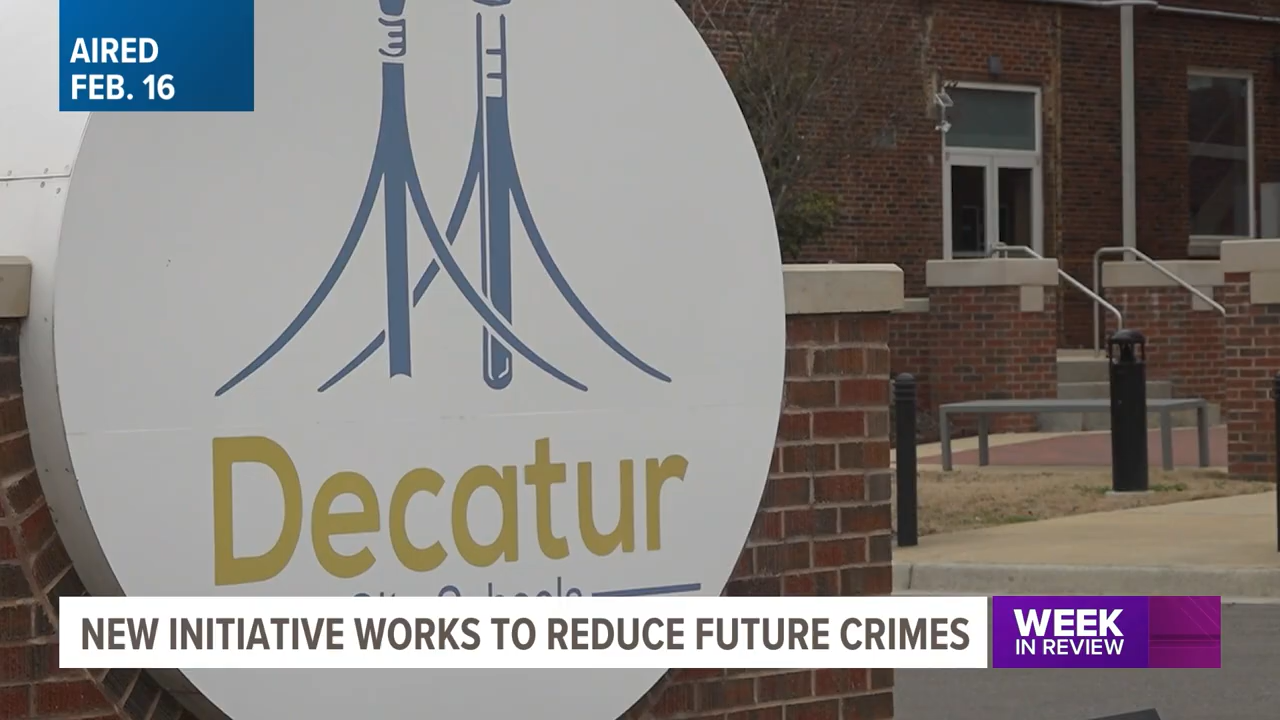 AIRED
FEB. 16
Decatur
NEW INITIATIVE WORKS TO REDUCE FUTURE CRIMES
WEEK
IN REVIEW